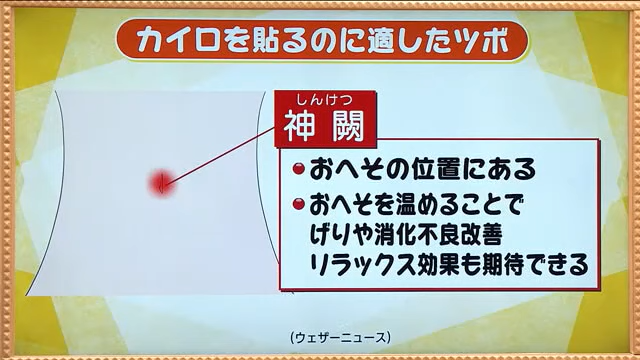 カイロを貼るのに適したツボ
しんけつ
神闕
●おへその位置にある
●おへそを温めることで
げりや消化不良改善
リラックス効果も期待できる
(ウェザーニュース)